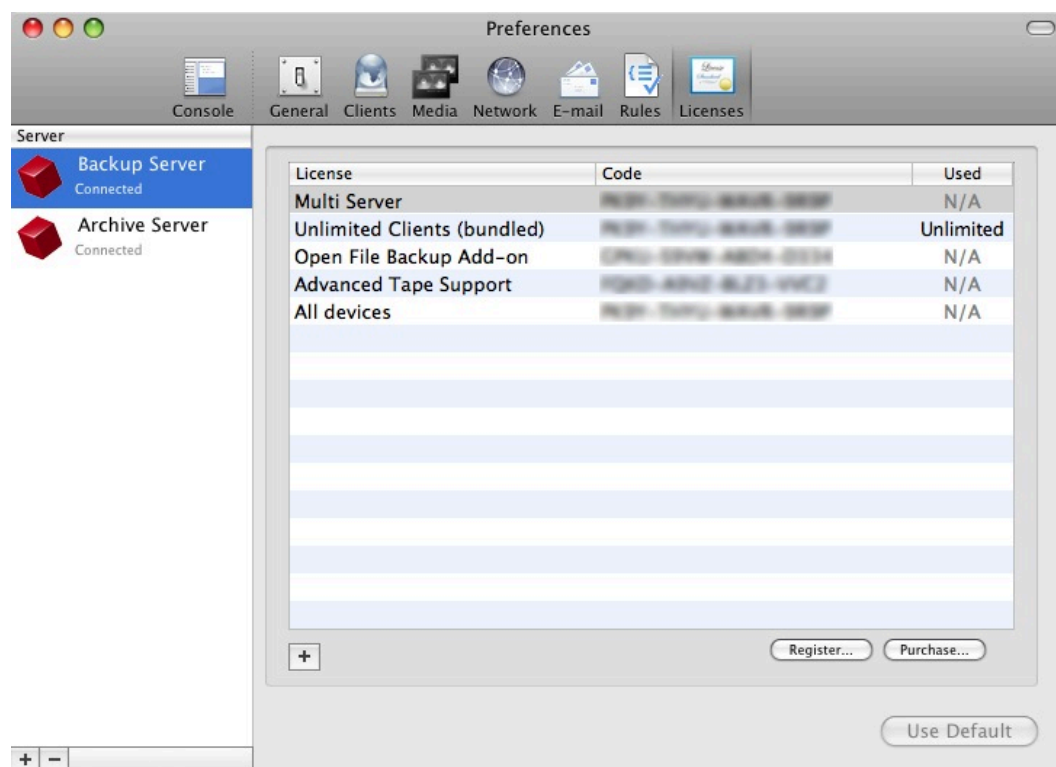 Preferences
Console General Clients Media Network E-mail Rules Licenses
Server
Backup Server
Connected
Archive Server
Connected
License Code Used
Multi Server N/A
Unlimited Clients (bundled) Unlimited
Open File Backup Add-on N/A
Advanced Tape Support N/A
All devices N/A
+ Register... Purchase...
Use Default
+ −